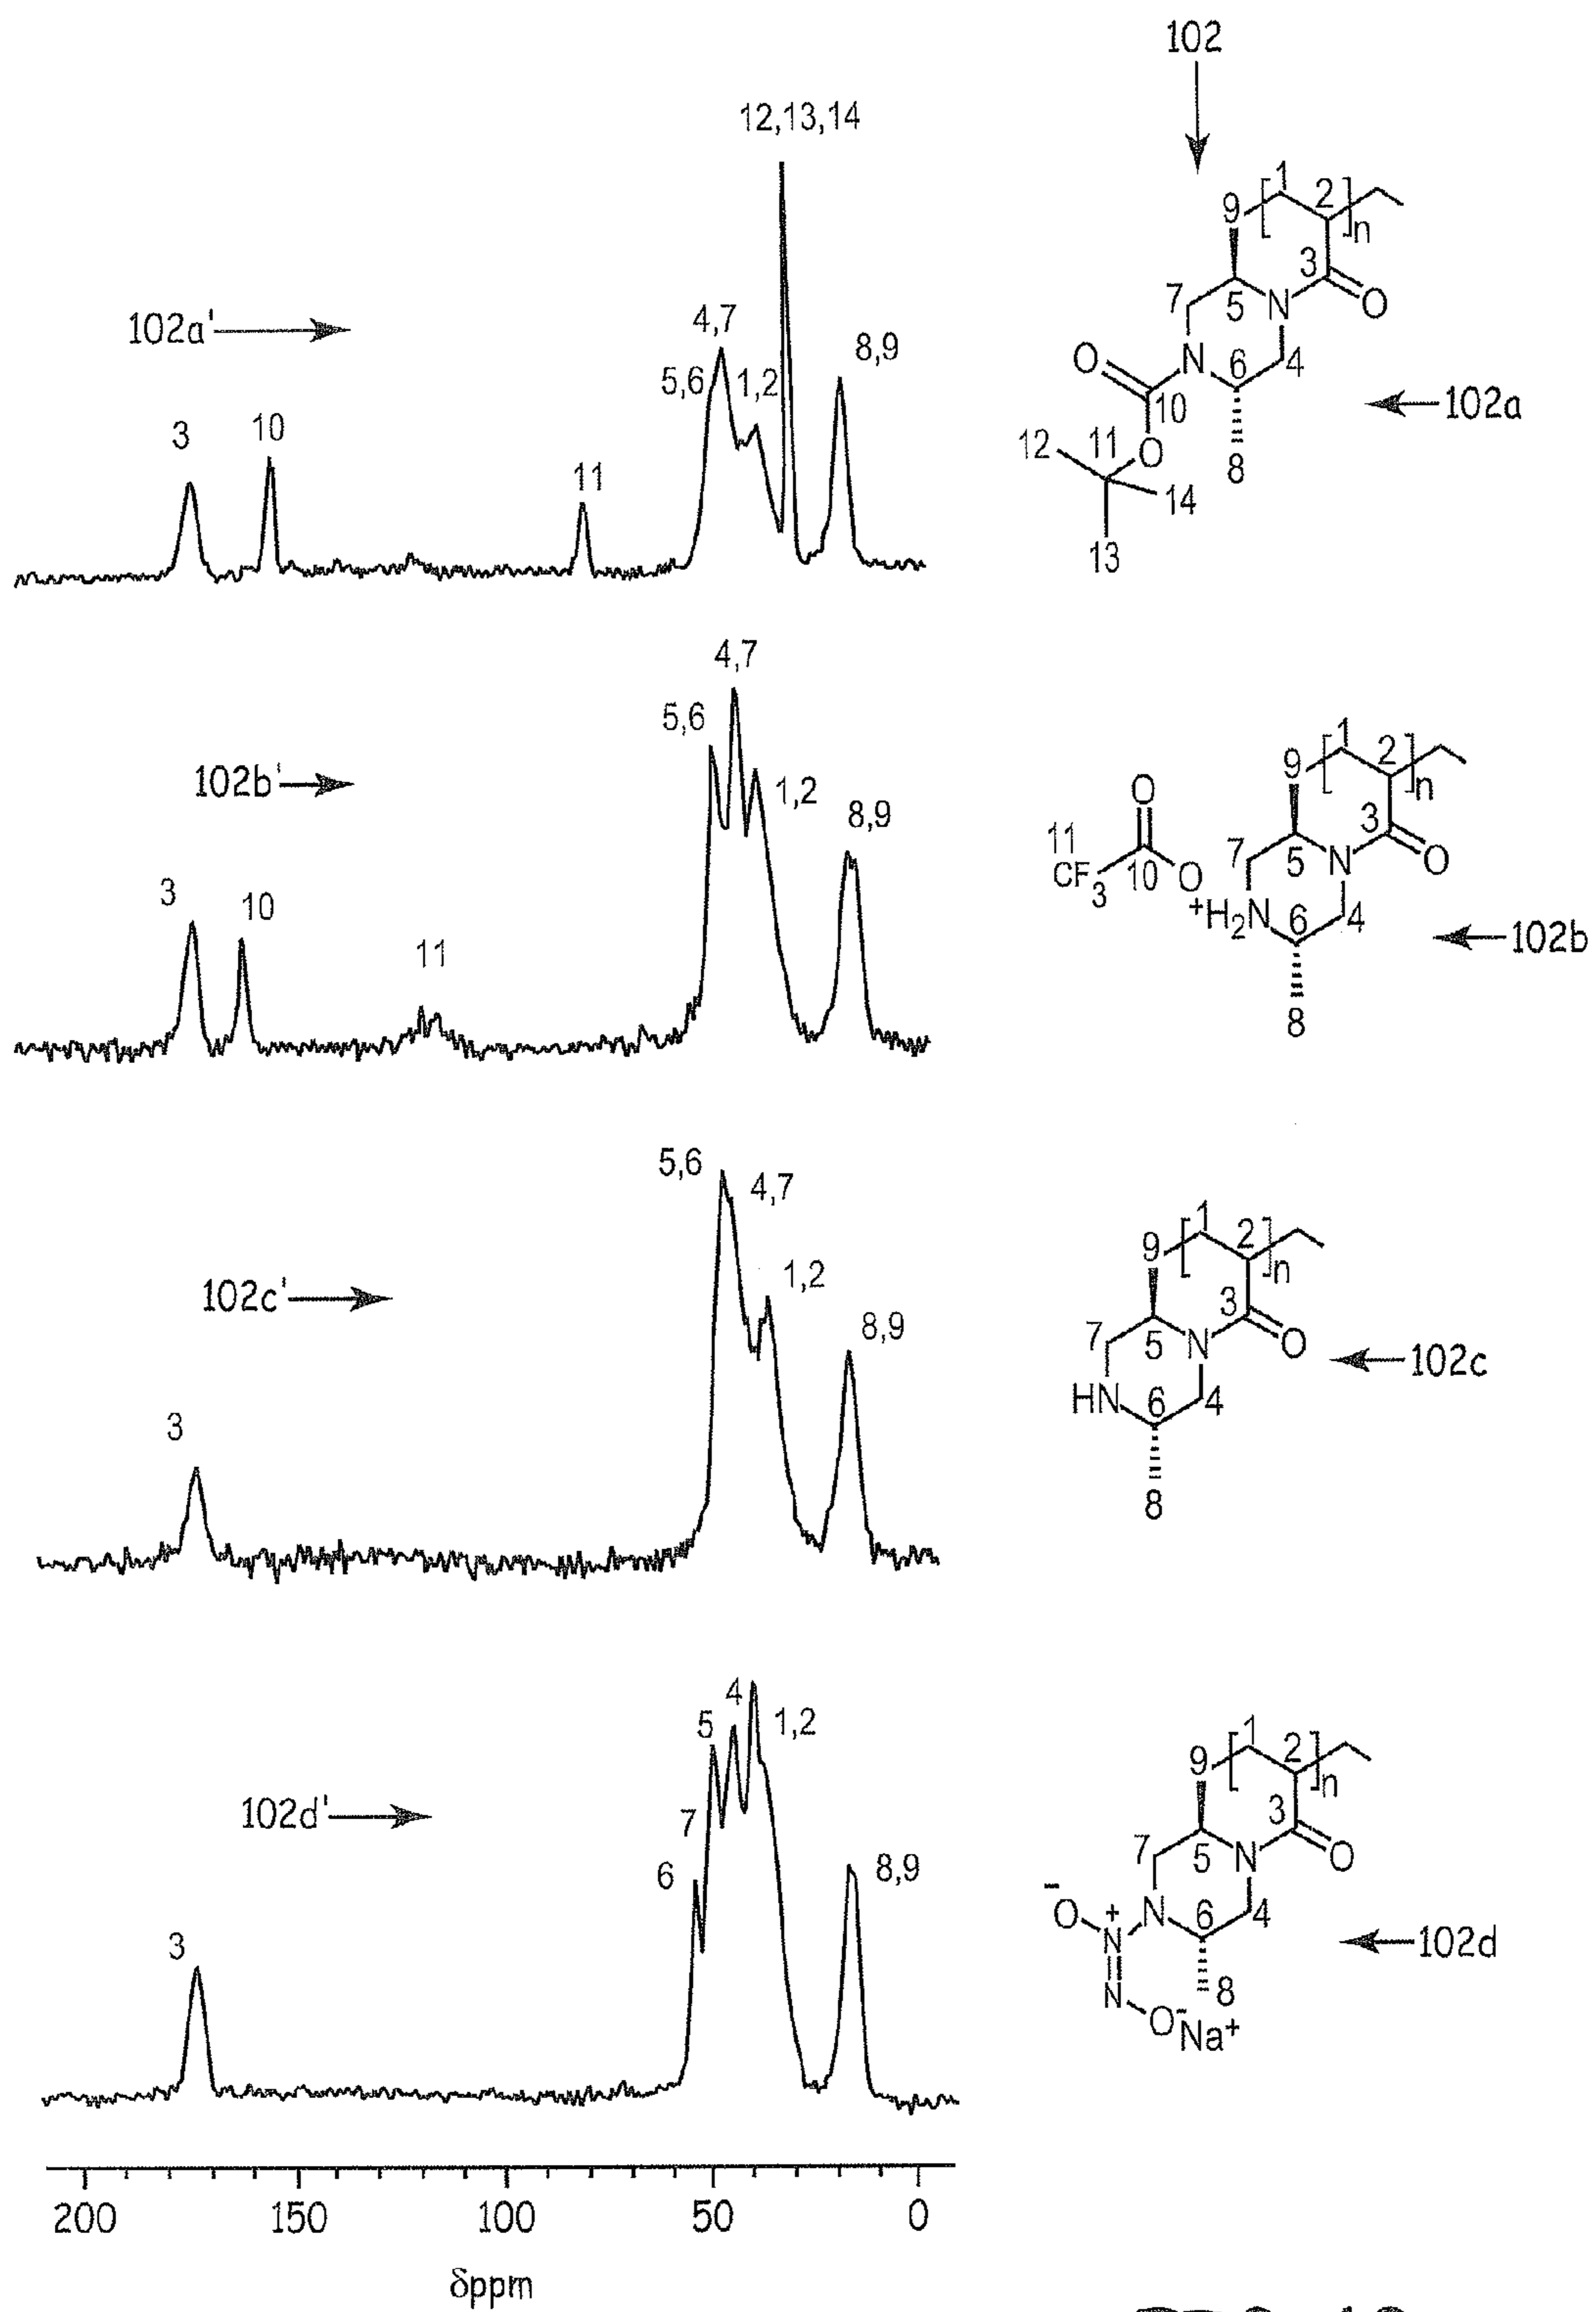 102
12,13,14
102a'
3
10
11
5,6
4,7
1,2
8,9
9
1
2
n
3
O
7
5
N
O
N
6
4
10
102a
12
11
O
14
8
13
102b'
3
10
11
5,6
4,7
1,2
8,9
9
1
2
n
3
O
O
11
CF3
10
O
7
5
N
+H2N
6
4
102b
8
102c'
3
5,6
4,7
1,2
8,9
9
1
2
n
3
O
7
5
N
HN
6
4
102c
8
102d'
3
6
7
5
4
1,2
8,9
9
1
2
n
3
O
7
5
N
-O
+
N
N
6
4
102d
N
8
O-Na+
200
150
100
50
0
δppm